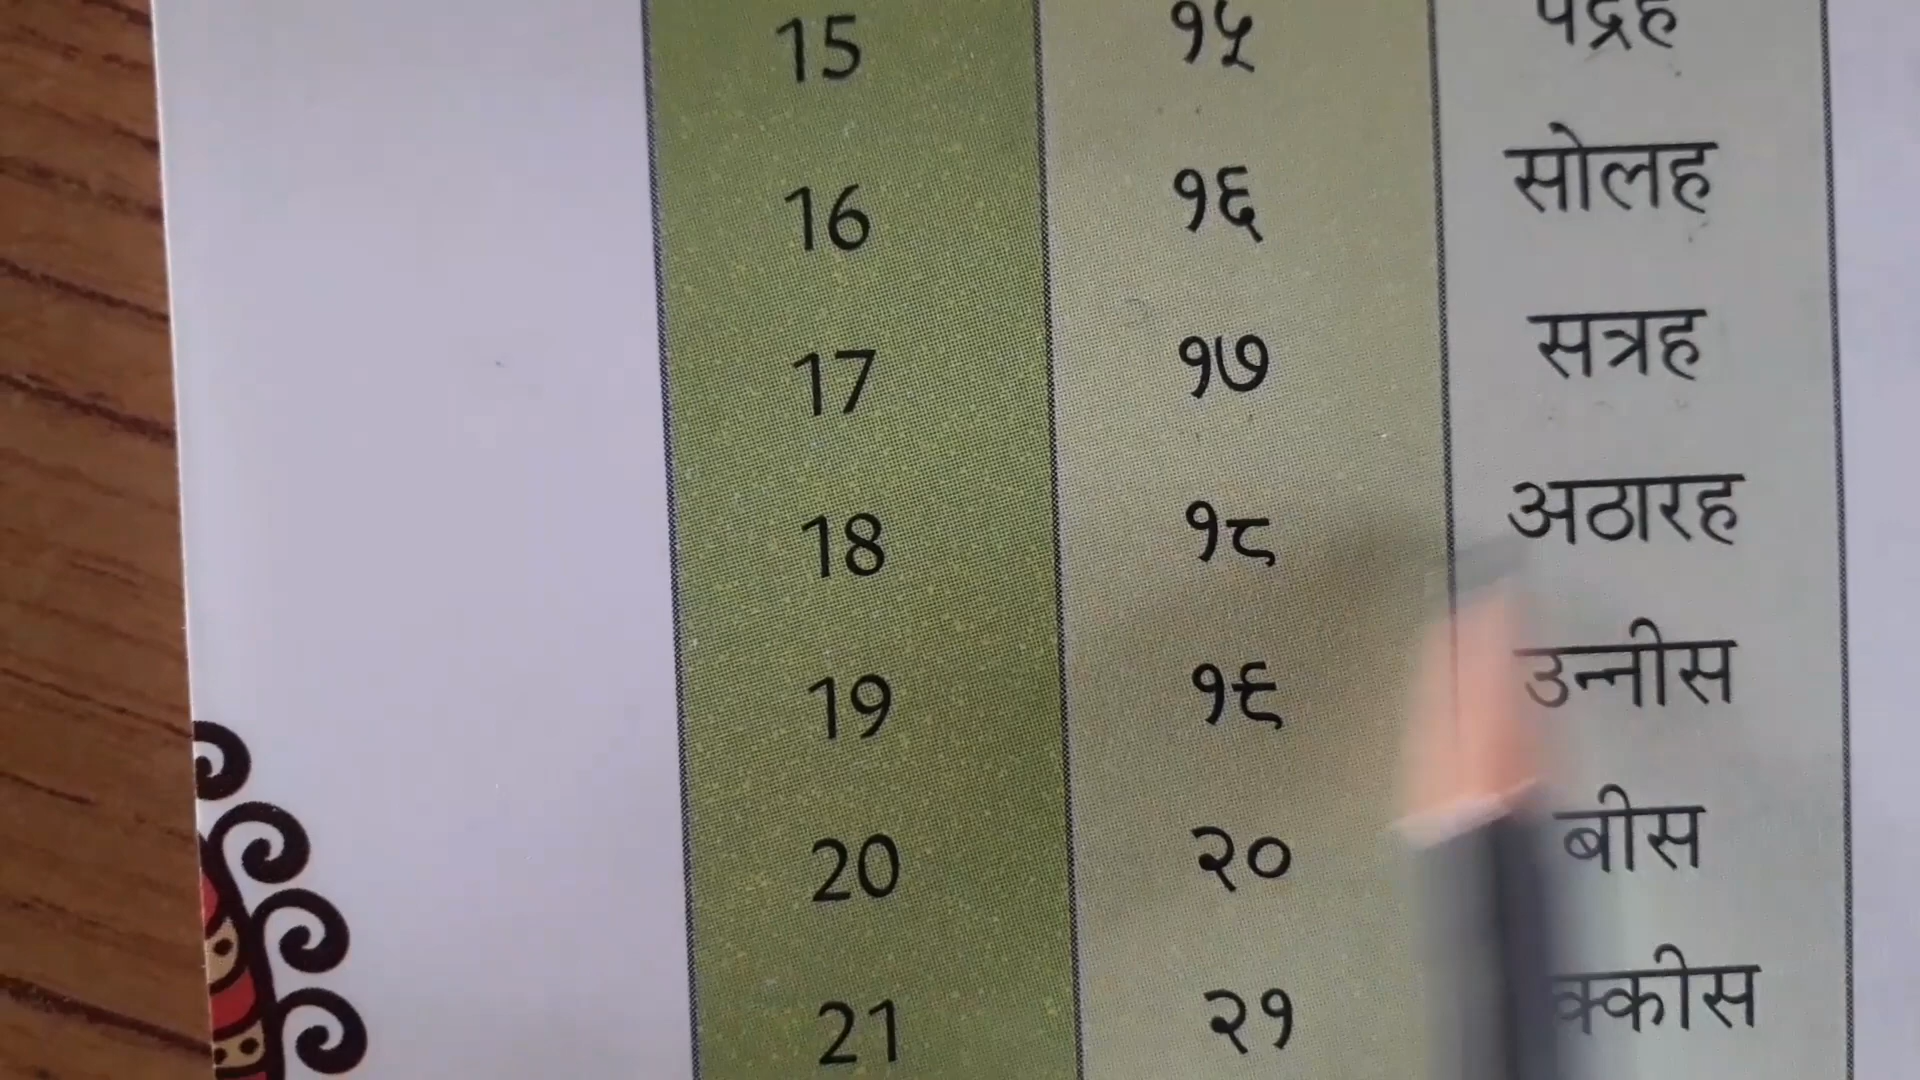 15 १५ पंद्रह
16 १६ सोलह
17 १७ सत्रह
18 १८ अठारह
19 १९ उन्नीस
20 २० बीस
21 २१